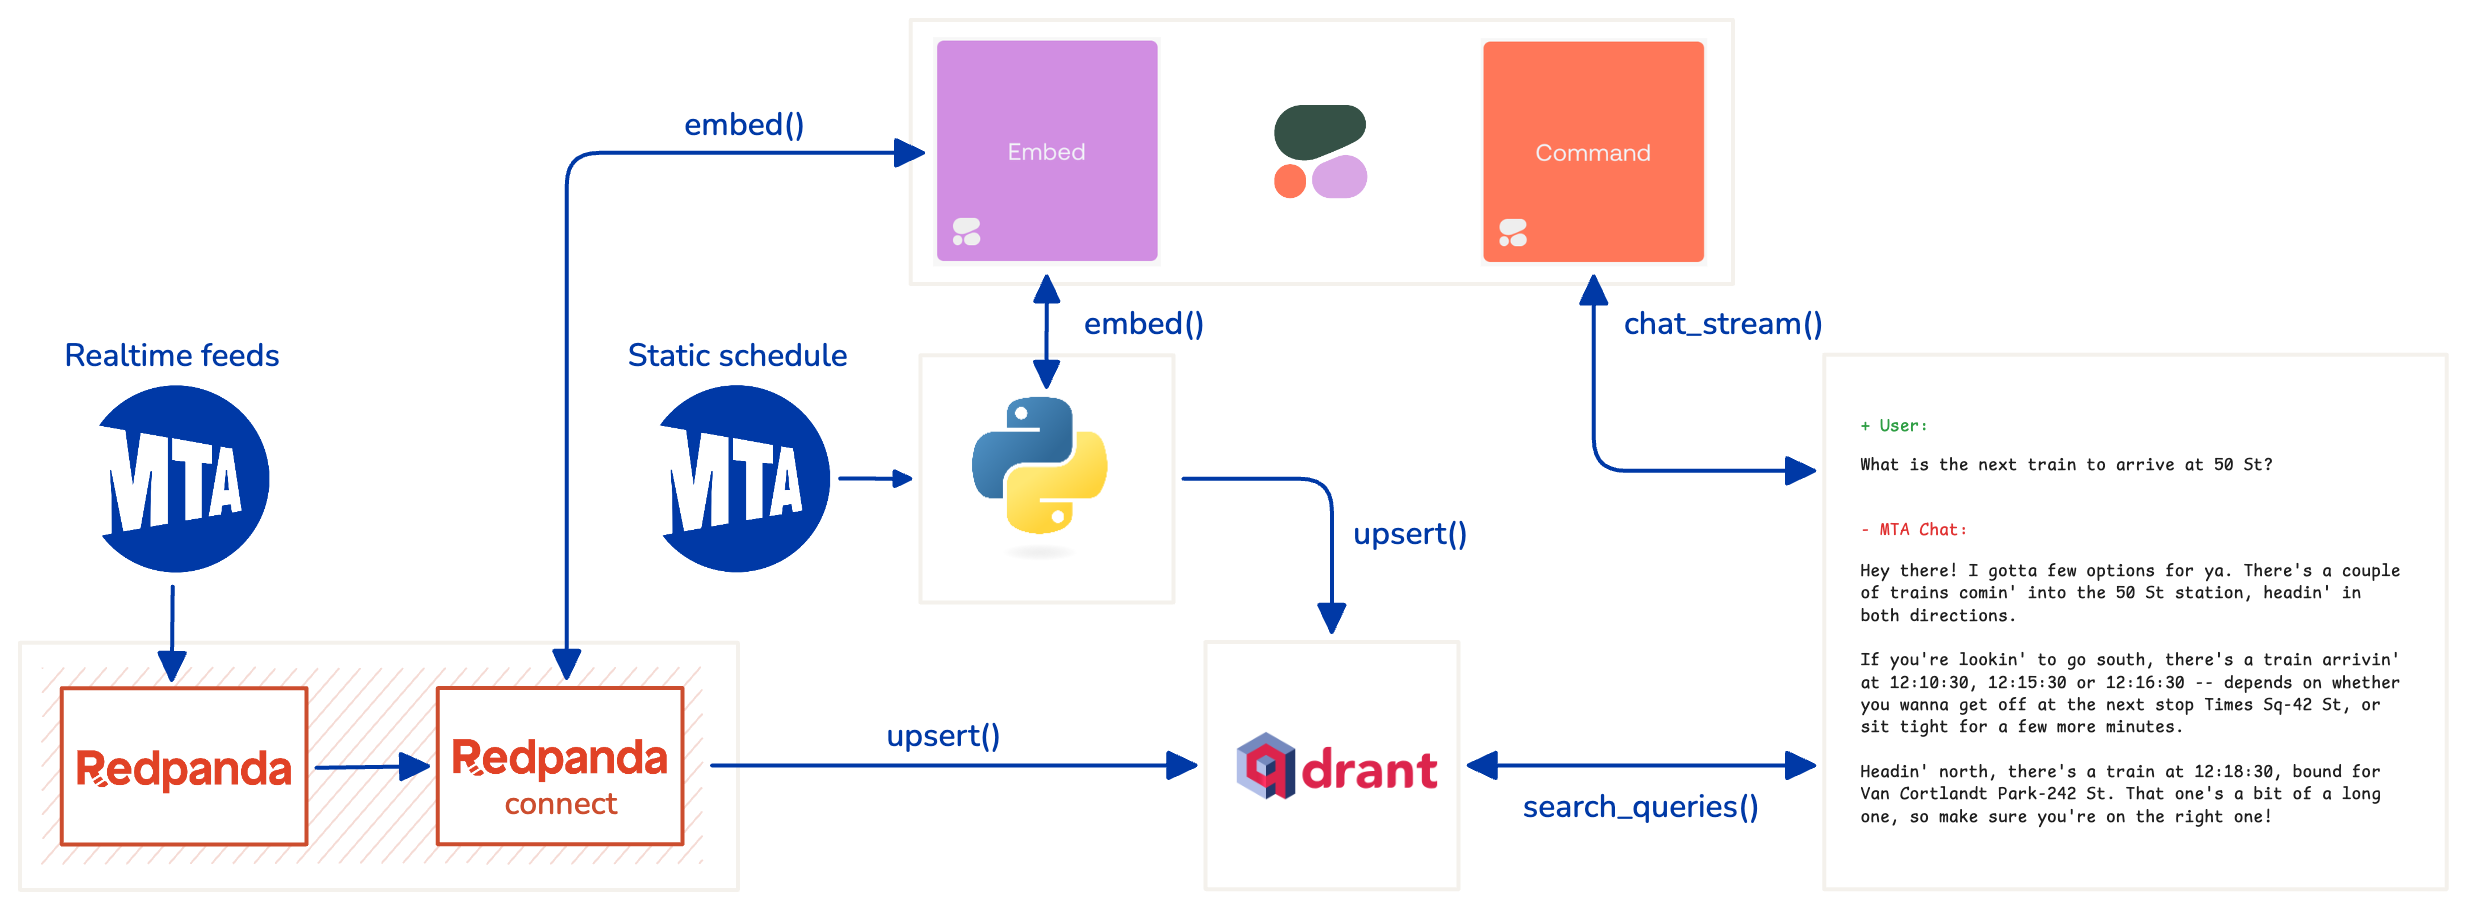 Embed
Command
embed()
embed()
chat_stream()
Realtime feeds
MTA
Static schedule
MTA
upsert()
Redpanda
Redpanda
connect
upsert()
qdrant
search_queries()
+ User:
What is the next train to arrive at 50 St?
- MTA Chat:
Hey there! I gotta few options for ya. There's a couple
of trains comin' into the 50 St station, headin' in
both directions.
If you're lookin' to go south, there's a train arrivin'
at 12:10:30, 12:15:30 or 12:16:30 -- depends on whether
you wanna get off at the next stop Times Sq-42 St, or
sit tight for a few more minutes.
Headin' north, there's a train at 12:18:30, bound for
Van Cortlandt Park-242 St. That one's a bit of a long
one, so make sure you're on the right one!